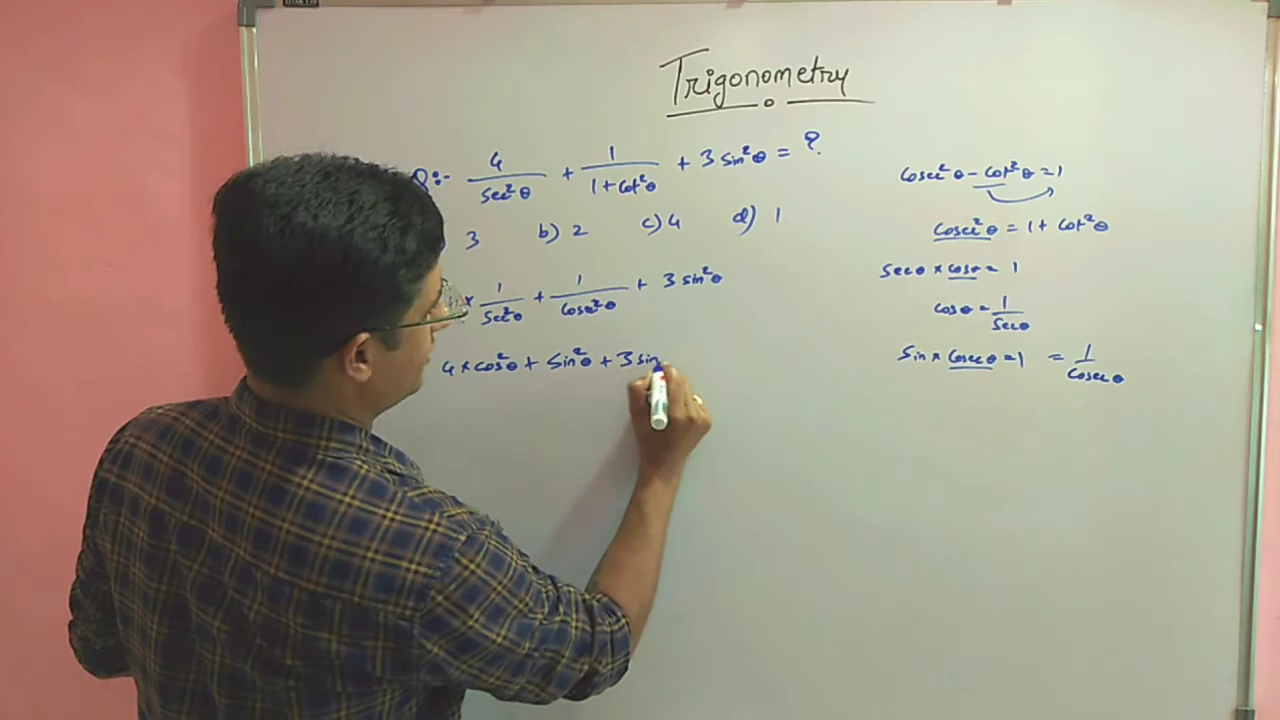 Trigonometry
Q:- 4/sec²θ + 1/1+cot²θ + 3 sin²θ = ?
3 b) 2 c) 4 d) 1
× 1/sec²θ + 1/cosec²θ + 3 sin²θ
4 × cos²θ + sin²θ + 3 sin
cosec²θ - cot²θ = 1
cosec²θ = 1 + cot²θ
secθ × cosθ = 1
cosθ = 1/secθ
sin × cosecθ = 1 = 1/cosecθ